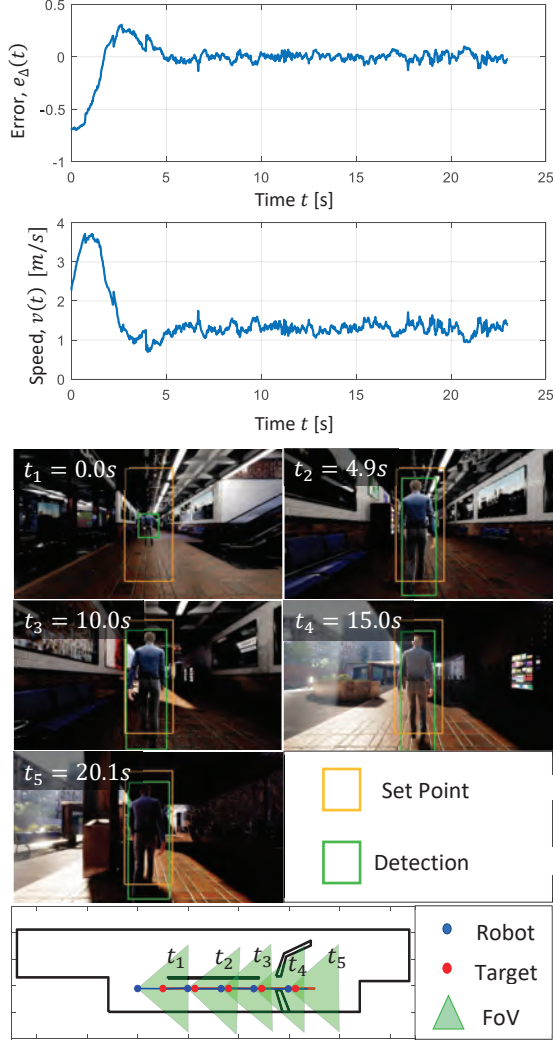 0.5
0
-0.5
-1
Error, e_Δ(t)
0 5 10 15 20 25
Time t [s]
4
3
2
1
0
Speed, v(t) [m/s]
0 5 10 15 20 25
Time t [s]
t₁ = 0.0s
t₂ = 4.9s
t₃ = 10.0s
t₄ = 15.0s
t₅ = 20.1s
Set Point
Detection
t₁ t₂ t₃ t₄ t₅
Robot
Target
FoV